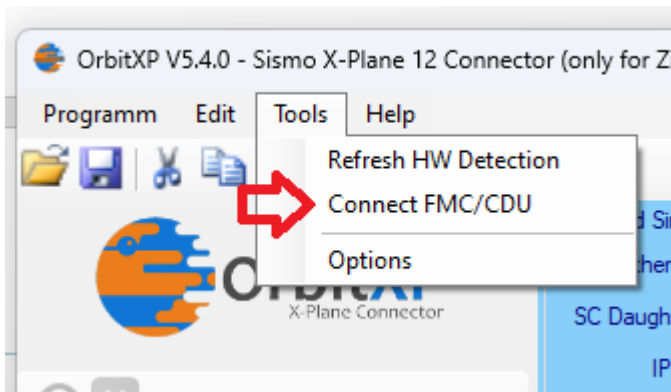 OrbitXP V5.4.0 - Sismo X-Plane 12 Connector (only for
Programm Edit Tools Help
Refresh HW Detection
Connect FMC/CDU
Options
X-Plane Connector
SC Daugh
IP